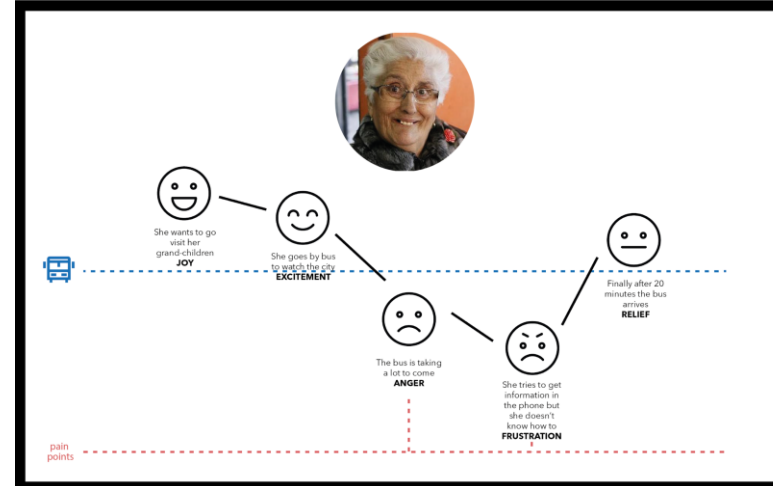 She wants to go
visit her
grand-children
JOY
She goes by bus
to watch the city
EXCITEMENT
The bus is taking
a lot to come
ANGER
She tries to get
information in
the phone but
she doesn't
know how to
FRUSTRATION
Finally after 20
minutes the bus
arrives
RELIEF
pain
points